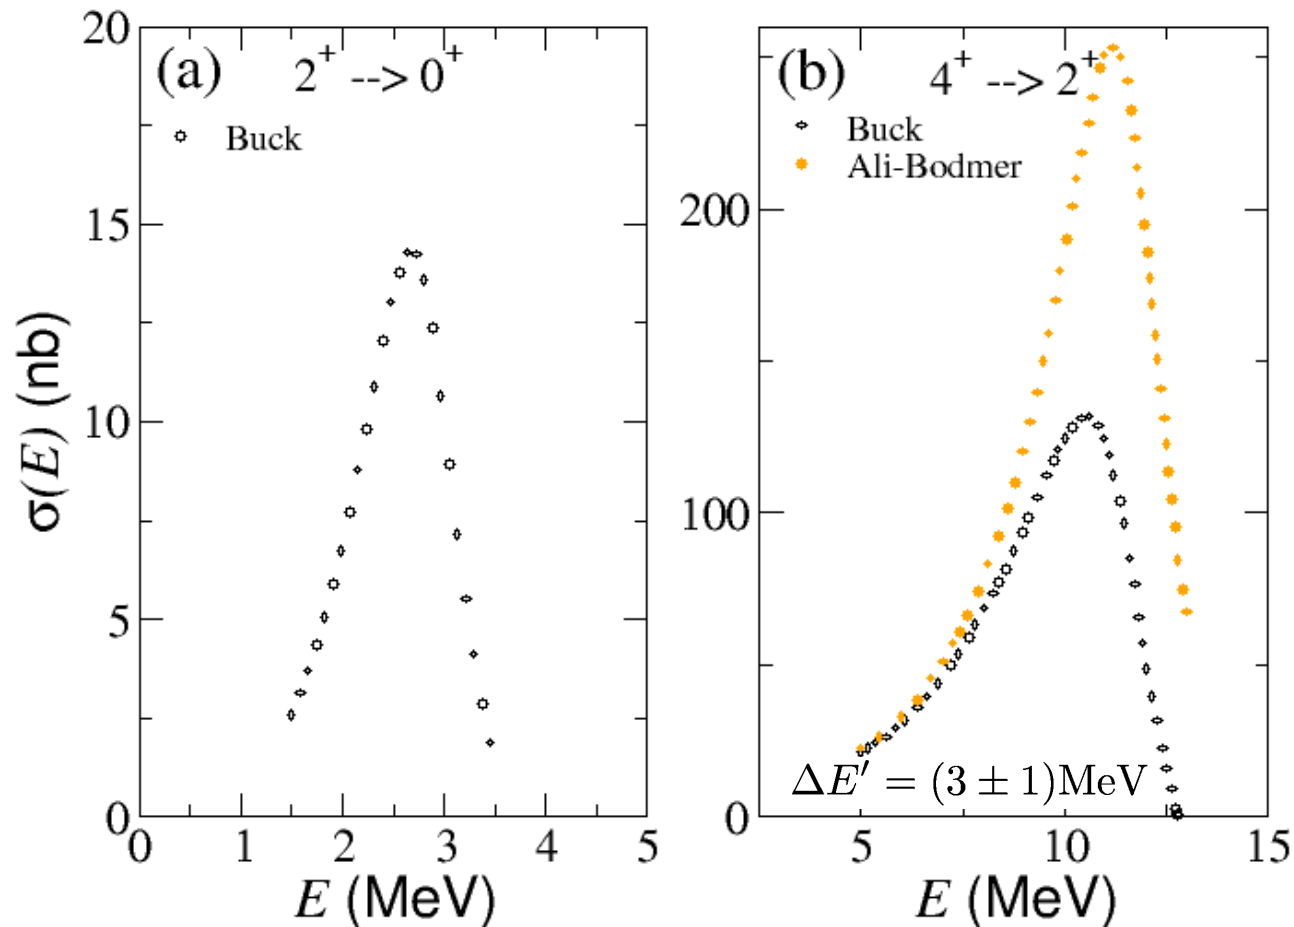 (a) 2⁺ --> 0⁺
Buck
20
15
10
5
0
σ(E) (nb)
0 1 2 3 4 5
E (MeV)
(b) 4⁺ --> 2⁺
Buck
Ali-Bodmer
200
100
0
ΔE′ = (3 ± 1)MeV
5 10 15
E (MeV)